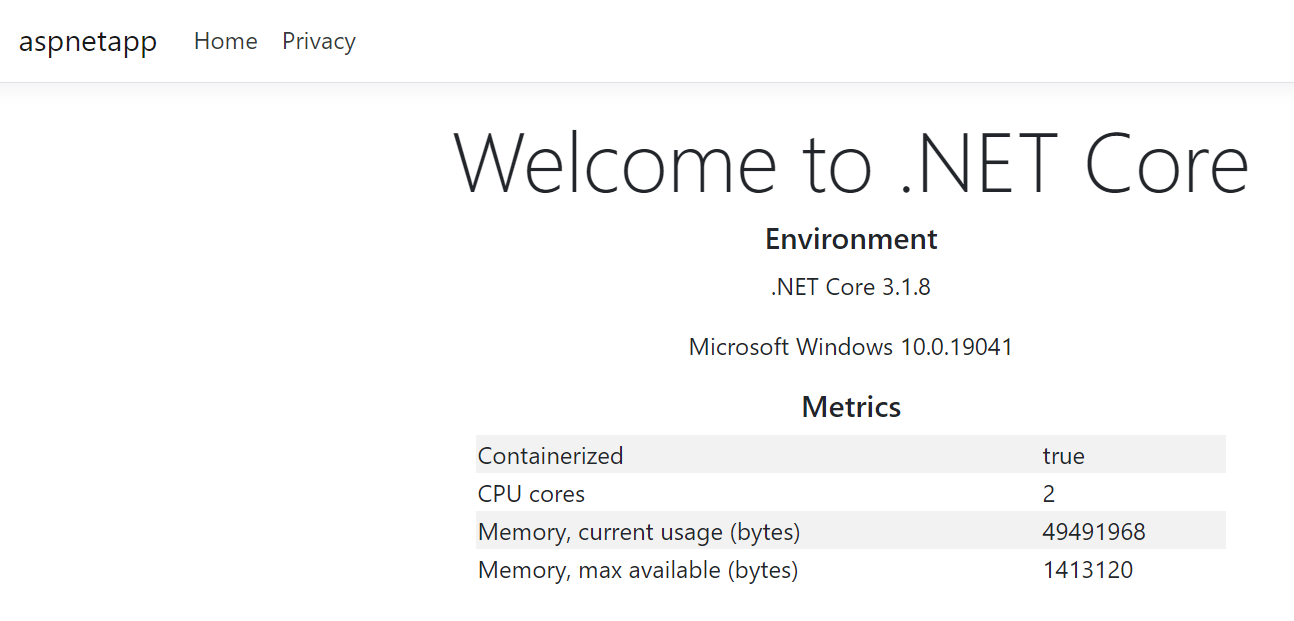 aspnetapp Home Privacy
Welcome to .NET Core
Environment
.NET Core 3.1.8
Microsoft Windows 10.0.19041
Metrics
Containerized true
CPU cores 2
Memory, current usage (bytes) 49491968
Memory, max available (bytes) 1413120